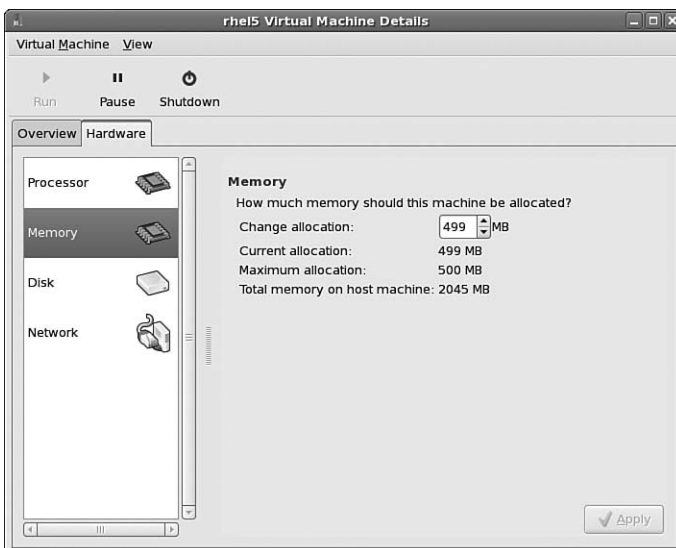 rhel5 Virtual Machine Details
Virtual Machine View
Run Pause Shutdown
Overview Hardware
Processor
Memory
Disk
Network
Memory
How much memory should this machine be allocated?
Change allocation: 499 MB
Current allocation: 499 MB
Maximum allocation: 500 MB
Total memory on host machine: 2045 MB
Apply